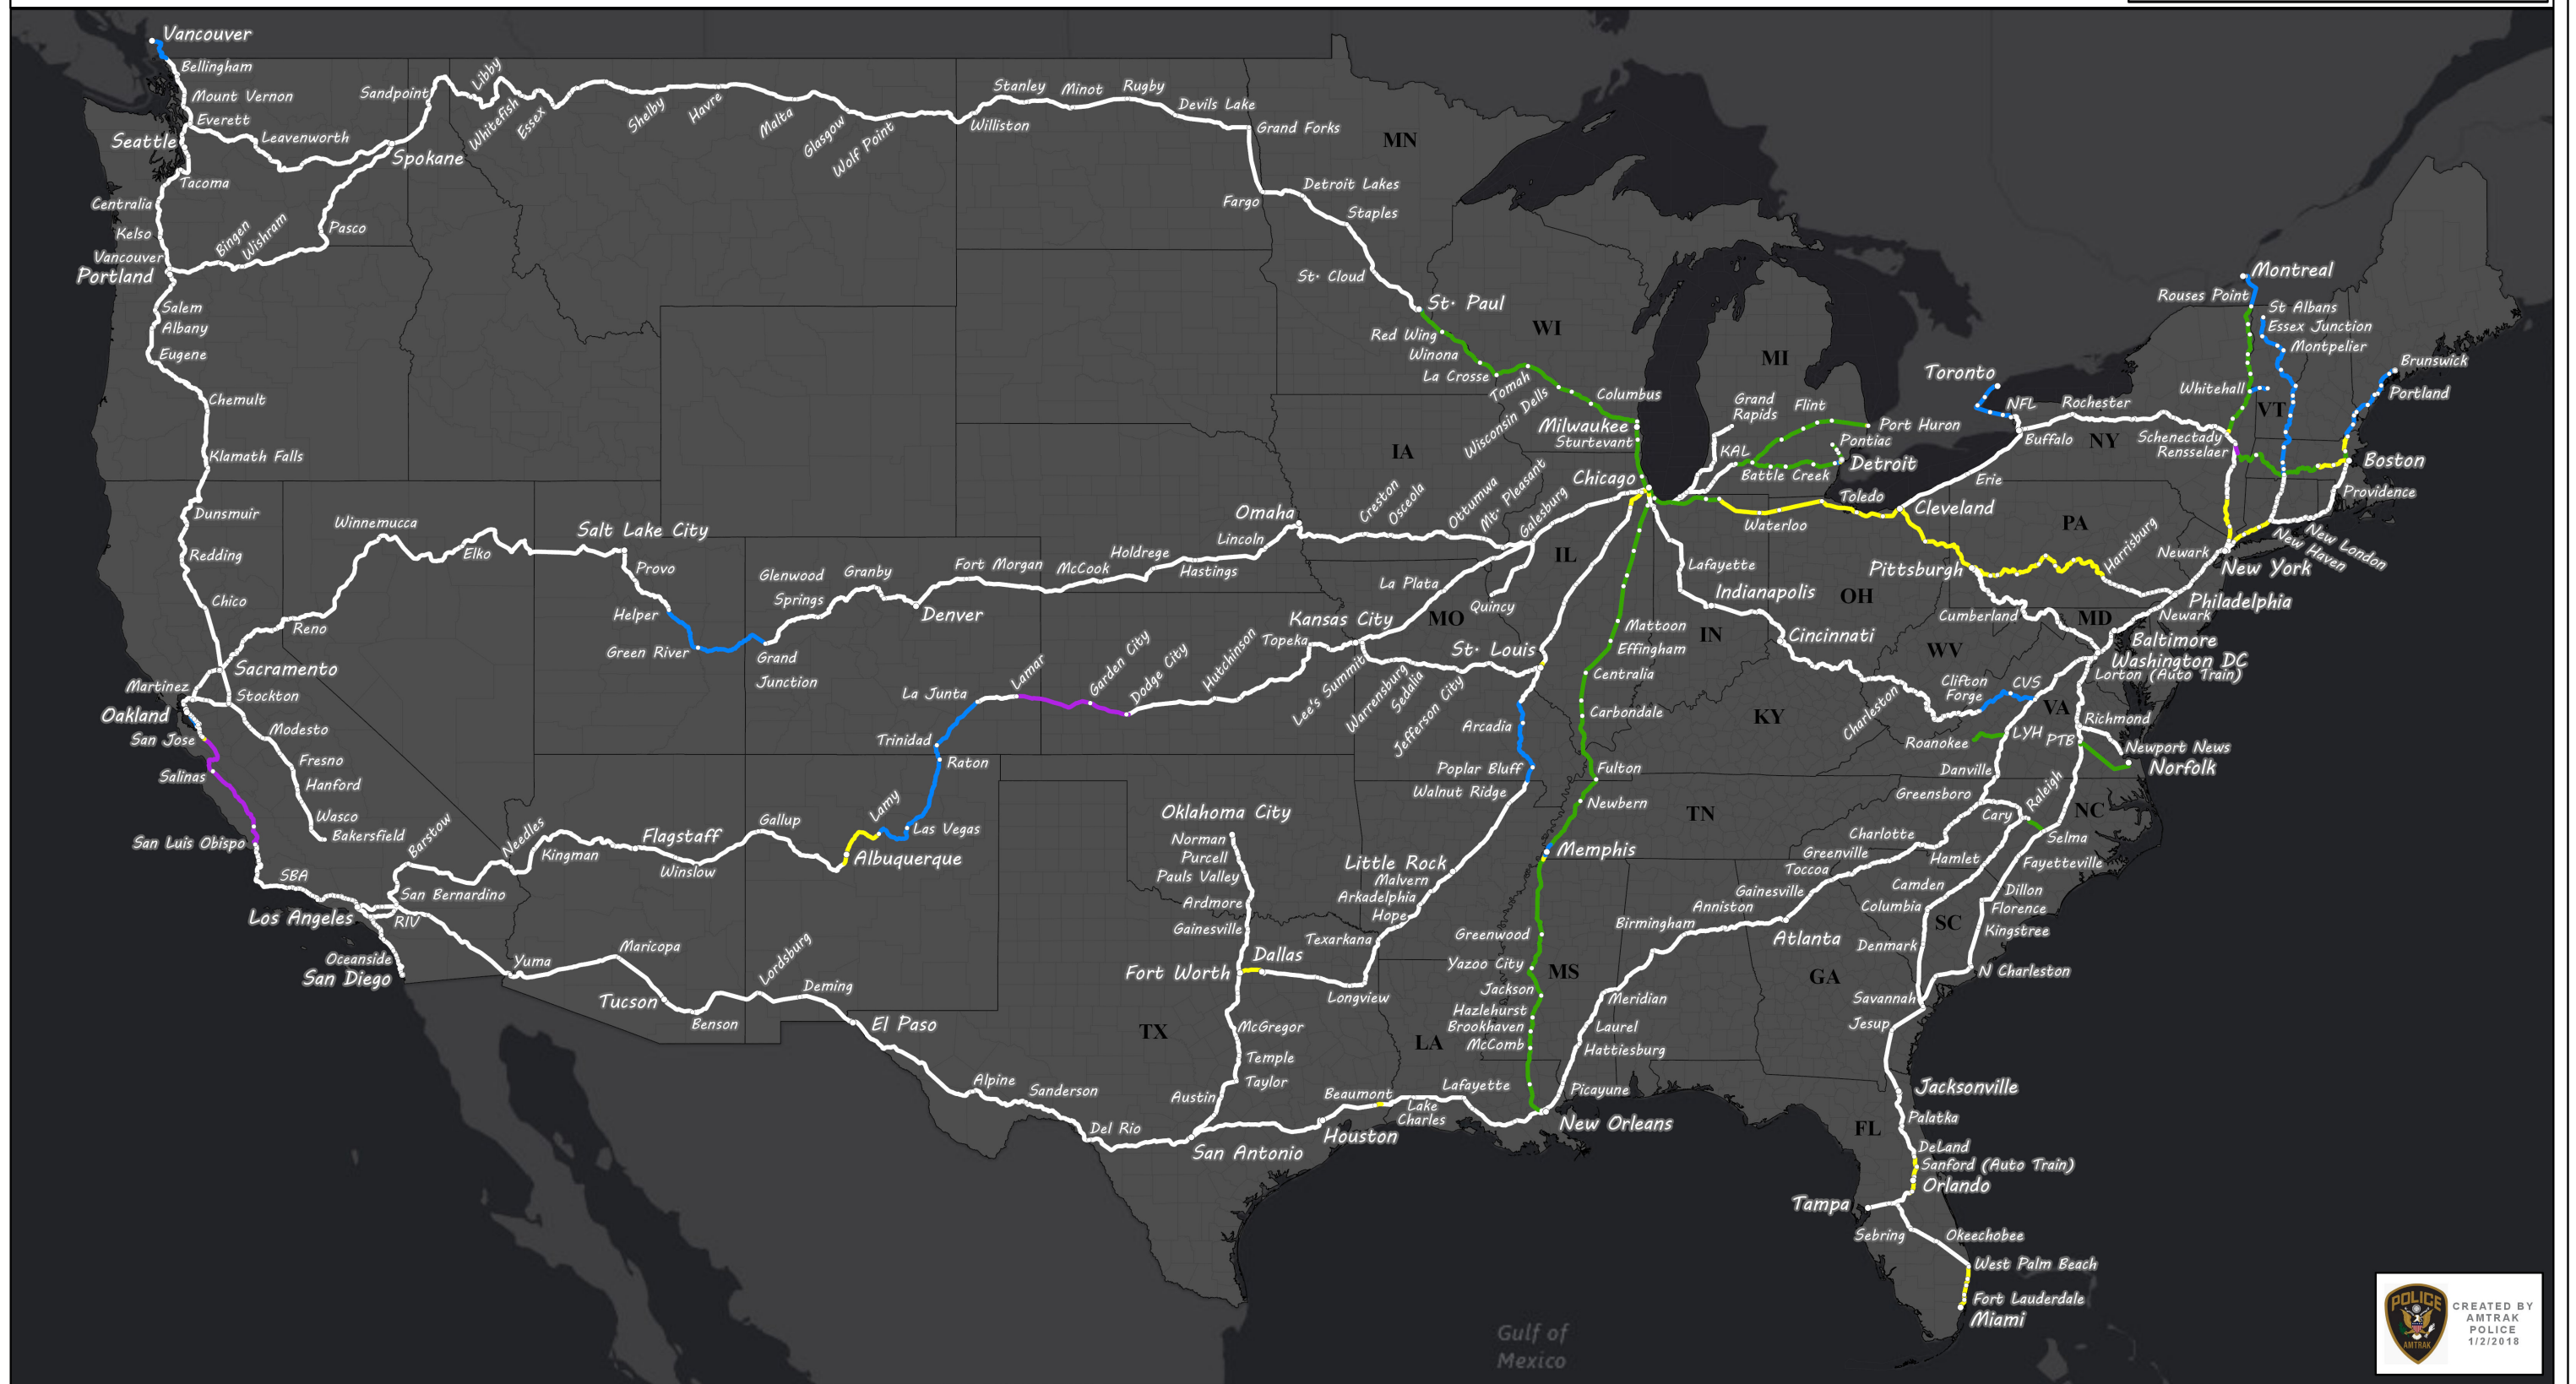 Vancouver
Bellingham
Mount Vernon
Everett
Leavenworth
Seattle
Tacoma
Centralia
Kelso
Vancouver
Portland
Bingen
Wishram
Pasco
Spokane
Sandpoint
Libby
Whitefish
Essex
Shelby
Havre
Malta
Glasgow
Wolf Point
Williston
Stanley
Minot
Rugby
Devils Lake
Grand Forks
Fargo
Detroit Lakes
Staples
St. Cloud
St. Paul
Red Wing
Winona
La Crosse
Tomah
Wisconsin Dells
Columbus
Milwaukee
Sturtevant
Chicago
MN
WI
MI
IA
IL
IN
OH
MO
KY
TN
WV
VA
NC
SC
GA
FL
MS
LA
TX
PA
NY
VT
MD
Salem
Albany
Eugene
Chemult
Klamath Falls
Dunsmuir
Redding
Chico
Sacramento
Stockton
Martinez
Oakland
San Jose
Salinas
San Luis Obispo
SBA
Los Angeles
Oceanside
San Diego
Modesto
Fresno
Hanford
Wasco
Bakersfield
Barstow
San Bernardino
RIV
Reno
Winnemucca
Elko
Salt Lake City
Provo
Helper
Green River
Grand
Junction
Glenwood
Springs
Granby
Denver
Fort Morgan
McCook
Holdrege
Hastings
Lincoln
Omaha
Creston
Osceola
Ottumwa
Mt. Pleasant
Galesburg
Quincy
La Plata
Kansas City
Topeka
Hutchinson
Dodge City
Garden City
Lamar
La Junta
Trinidad
Raton
Las Vegas
Lamy
Albuquerque
Gallup
Winslow
Flagstaff
Kingman
Needles
Yuma
Maricopa
Tucson
Benson
Lordsburg
Deming
El Paso
Alpine
Sanderson
Del Rio
San Antonio
Austin
Taylor
Temple
McGregor
Fort Worth
Dallas
Gainesville
Ardmore
Pauls Valley
Purcell
Norman
Oklahoma City
Longview
Texarkana
Hope
Arkadelphia
Malvern
Little Rock
Walnut Ridge
Poplar Bluff
Arcadia
St. Louis
Lee's Summit
Warrensburg
Sedalia
Jefferson City
Houston
Beaumont
Lake
Charles
Lafayette
New Orleans
Picayune
Hattiesburg
Laurel
Meridian
Birmingham
Anniston
Atlanta
Gainesville
Toccoa
Greenville
Charlotte
Mattoon
Effingham
Centralia
Carbondale
Fulton
Newbern
Memphis
Greenwood
Yazoo City
Jackson
Hazlehurst
Brookhaven
McComb
Lafayette
Indianapolis
Cincinnati
Charleston
Clifton
Forge
CVS
Roanokee
LYH
Danville
Greensboro
Cary
Raleigh
Selma
Hamlet
Camden
Columbia
Denmark
Savannah
Jesup
Fayetteville
Dillon
Florence
Kingstree
N Charleston
Jacksonville
Palatka
DeLand
Sanford (Auto Train)
Orlando
Tampa
Sebring
Okeechobee
West Palm Beach
Fort Lauderdale
Miami
Grand
Rapids
Flint
Port Huron
Pontiac
KAL
Battle Creek
Detroit
Waterloo
Toledo
Cleveland
Erie
Buffalo
NFL
Toronto
Rochester
Schenectady
Rensselaer
Whitehall
Rouses Point
Montreal
St Albans
Essex Junction
Montpelier
Brunswick
Portland
Boston
Providence
New London
New Haven
New York
Newark
Philadelphia
Newark
Harrisburg
Pittsburgh
Cumberland
Baltimore
Washington DC
Lorton (Auto Train)
Richmond
PTB
Newport News
Norfolk
Gulf of
Mexico
POLICE
AMTRAK
CREATED BY
AMTRAK
POLICE
1/2/2018